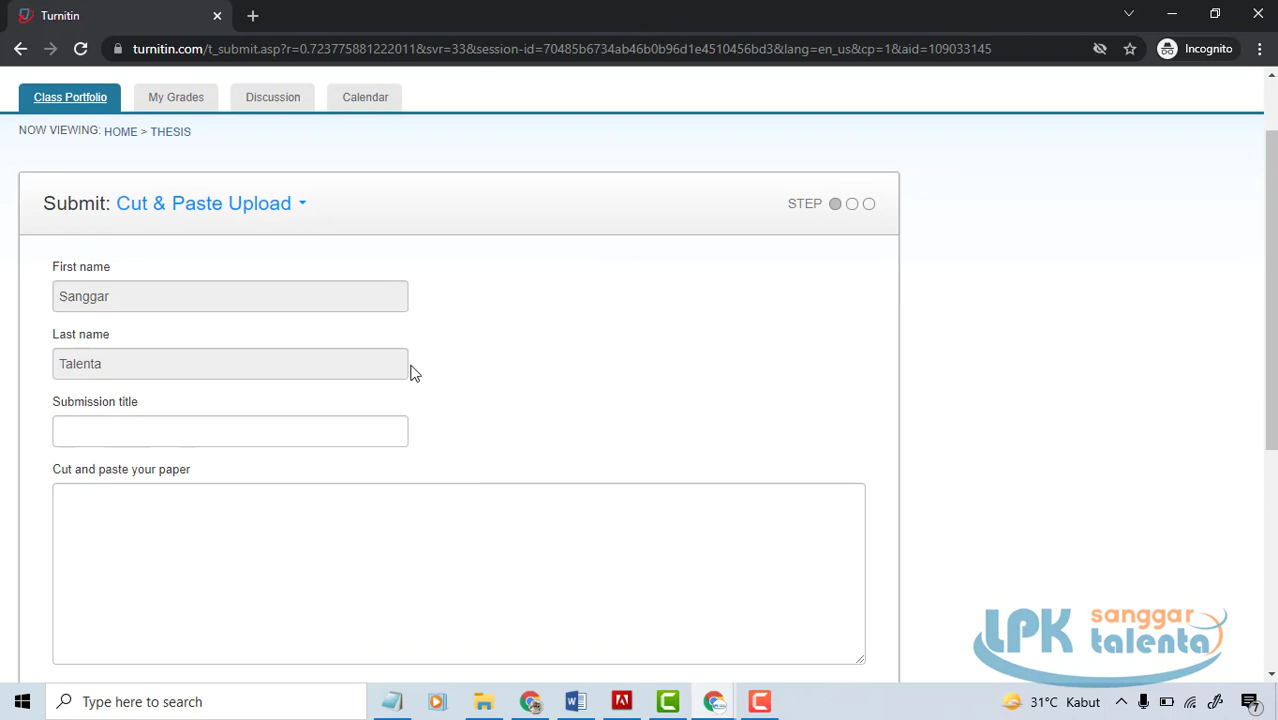 Turnitin
turnitin.com/t_submit.asp?r=0.723775881222011&svr=33&session-id=70485b6734ab46b0b96d1e4510456bd3&lang=en_us&cp=1&aid=109033145
Incognito
Class Portfolio
My Grades
Discussion
Calendar
NOW VIEWING: HOME > THESIS
Submit: Cut & Paste Upload
STEP
First name
Sanggar
Last name
Talenta
Submission title
Cut and paste your paper
LPK sanggar
talenta
Type here to search
31°C Kabut
7